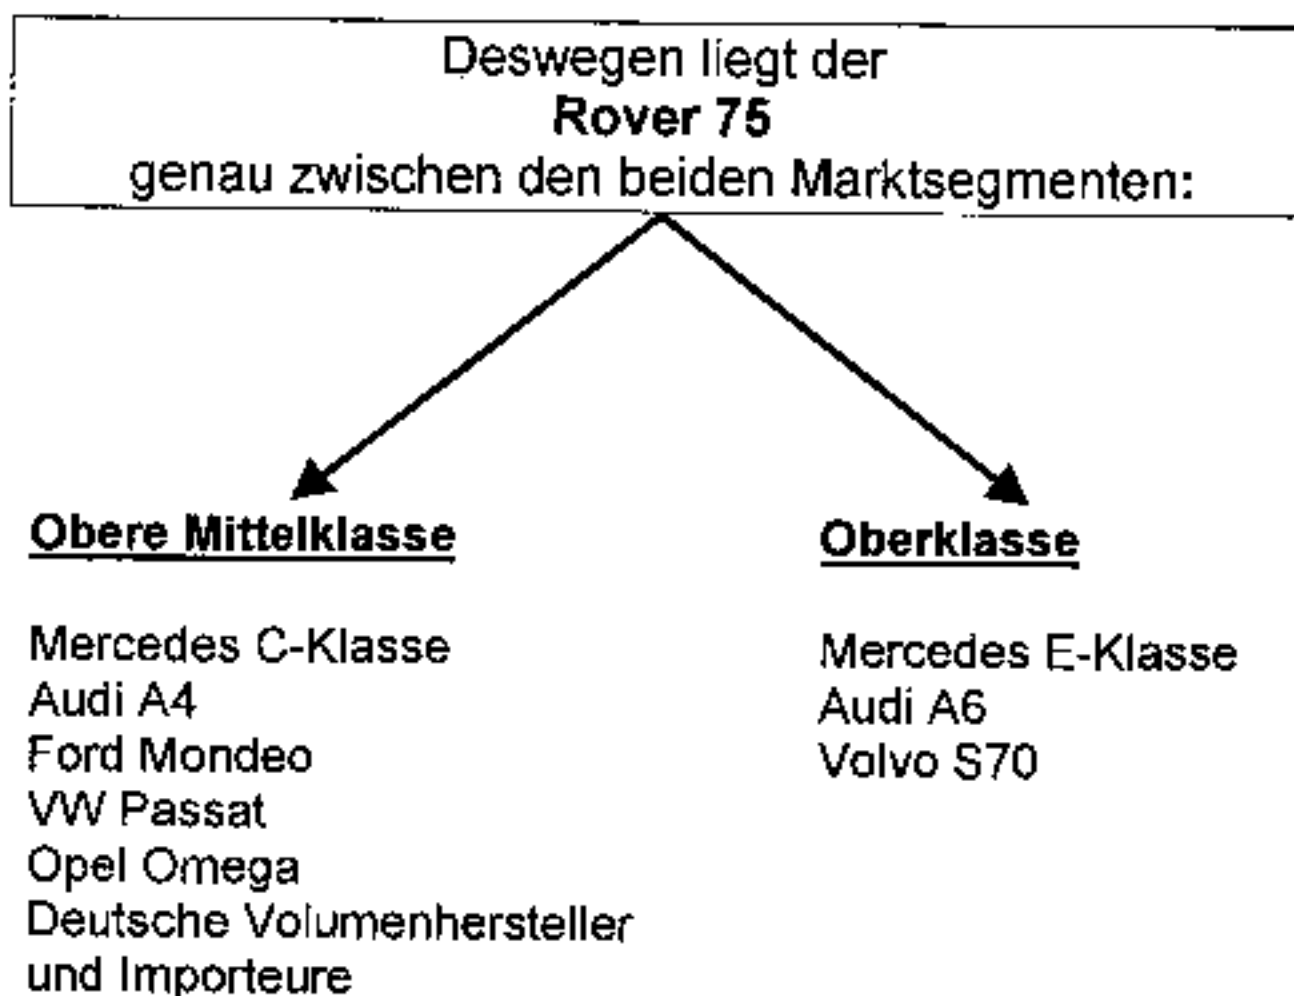 Deswegen liegt der
Rover 75
genau zwischen den beiden Marktsegmenten:
Obere Mittelklasse
Mercedes C-Klasse
Audi A4
Ford Mondeo
VW Passat
Opel Omega
Deutsche Volumenhersteller
und Importeure
Oberklasse
Mercedes E-Klasse
Audi A6
Volvo S70